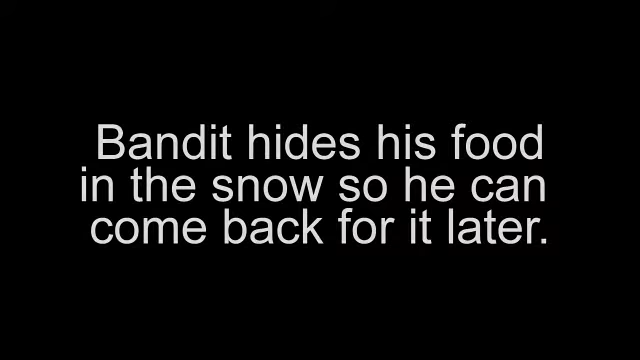 Bandit hides his food
in the snow so he can
come back for it later.